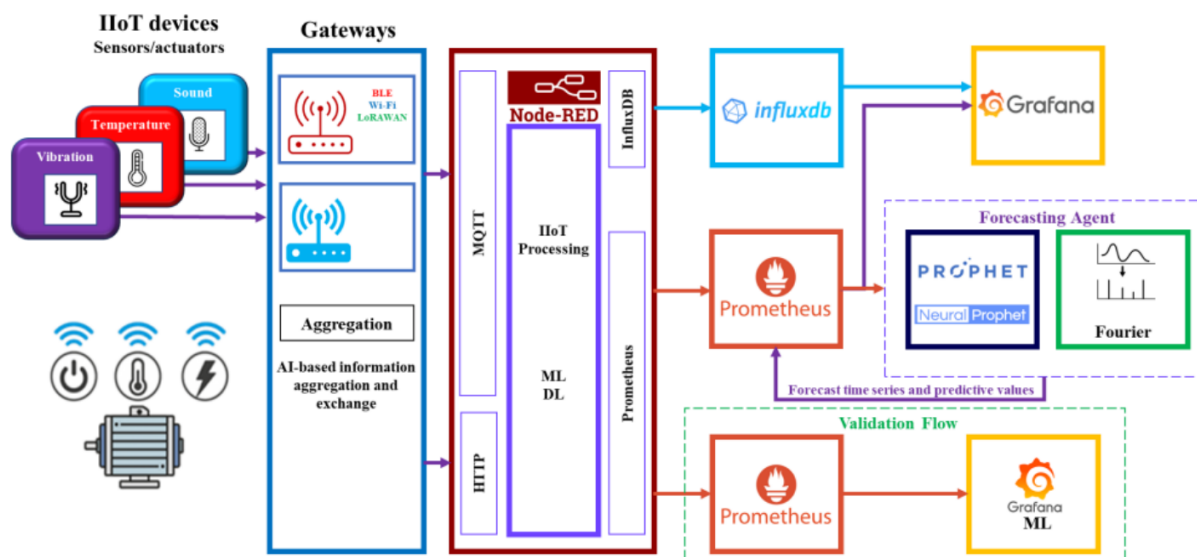 IIoT devices
Sensors/actuators
Sound
Temperature
Vibration
Gateways
BLE
Wi-Fi
LoRAWAN
Aggregation
AI-based information
aggregation and
exchange
MQTT
HTTP
Node-RED
IIoT
Processing
ML
DL
InfluxDB
Prometheus
influxdb
Grafana
Prometheus
Forecasting Agent
PROPHET
NeuralProphet
Fourier
Forecast time series and predictive values
Validation Flow
Prometheus
Grafana
ML